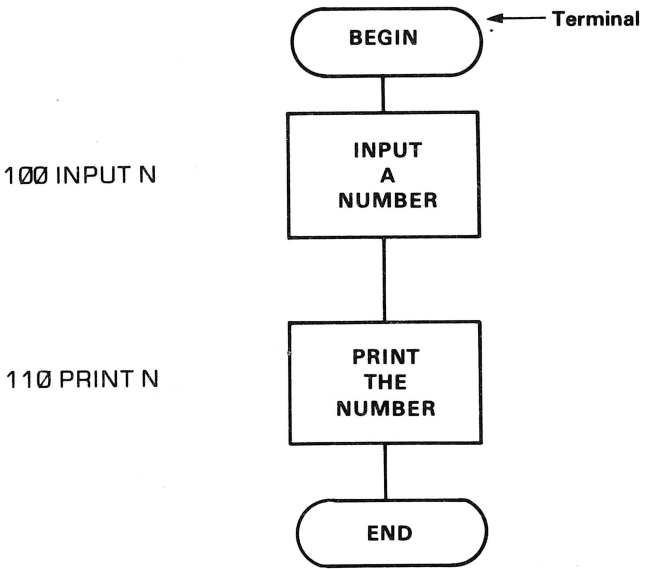 BEGIN
Terminal
100 INPUT N
INPUT
A
NUMBER
110 PRINT N
PRINT
THE
NUMBER
END